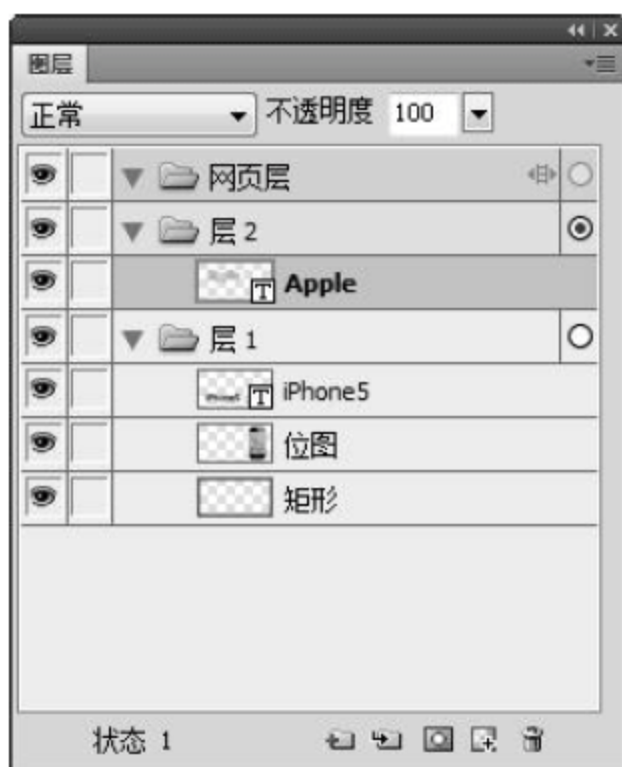 图层
正常 不透明度 100
网页层
层 2
T Apple
层 1
iPhone5 T iPhone5
位图
矩形
状态 1